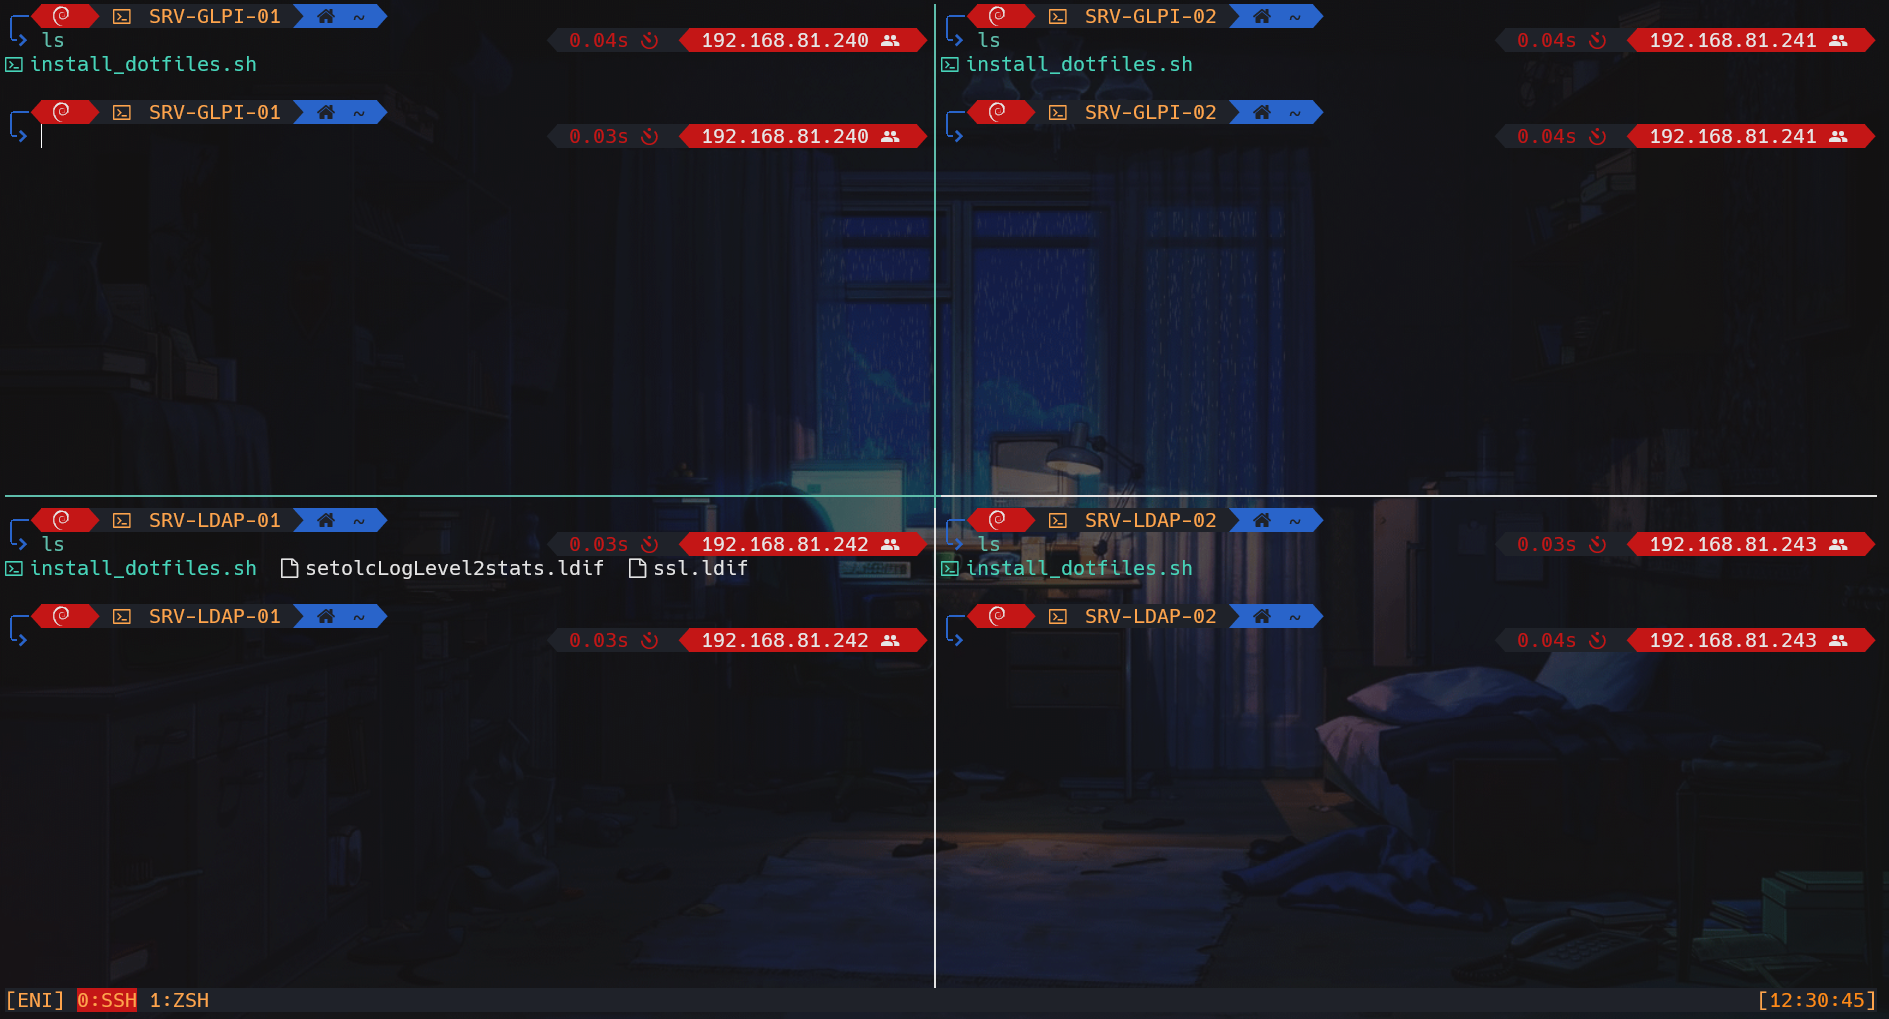 SRV-GLPI-01 ~
ls 0.04s 192.168.81.240
install_dotfiles.sh
SRV-GLPI-01 ~
0.03s 192.168.81.240
SRV-GLPI-02 ~
ls 0.04s 192.168.81.241
install_dotfiles.sh
SRV-GLPI-02 ~
0.04s 192.168.81.241
SRV-LDAP-01 ~
ls 0.03s 192.168.81.242
install_dotfiles.sh setolcLogLevel2stats.ldif ssl.ldif
SRV-LDAP-01 ~
0.03s 192.168.81.242
SRV-LDAP-02 ~
ls 0.03s 192.168.81.243
install_dotfiles.sh
SRV-LDAP-02 ~
0.04s 192.168.81.243
[ENI] 0:SSH 1:ZSH [12:30:45]